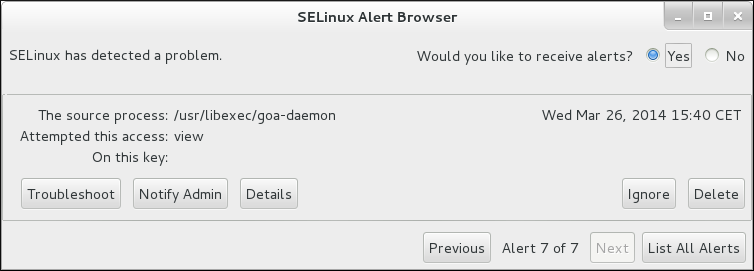 SELinux Alert Browser
SELinux has detected a problem.
Would you like to receive alerts? Yes No
The source process: /usr/libexec/goa-daemon
Wed Mar 26, 2014 15:40 CET
Attempted this access: view
On this key:
Troubleshoot Notify Admin Details Ignore Delete
Previous Alert 7 of 7 Next List All Alerts